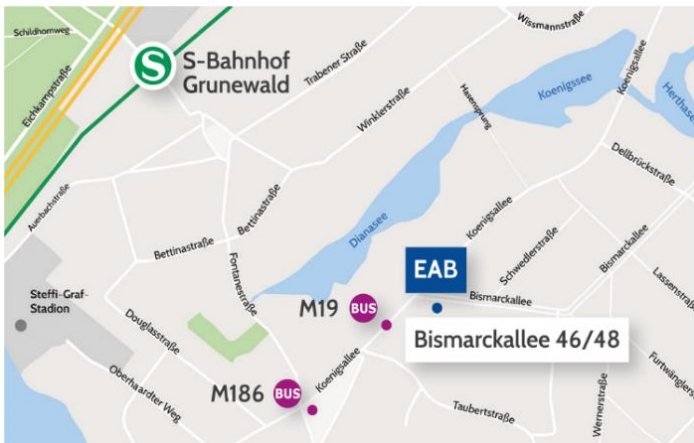 Schildhornweg
Eichkampstraße
S
S-Bahnhof
Grunewald
Trabener Straße
Wissmannstraße
Koenigsallee
Koenigssee
Herthasee
Winklerstraße
Hasensprung
Dellbrückstraße
Auerbachstraße
Bettinastraße
Bettinastraße
Dianasee
Koenigsallee
Schwedlerstraße
Bismarckallee
Lassenstraße
Fontanestraße
EAB
Bismarckallee
Steffi-Graf-
Stadion
M19 BUS
Douglasstraße
Bismarckallee 46/48
Koenigsallee
Oberhaardter Weg
M186 BUS
Taubertstraße
Wernerstraße